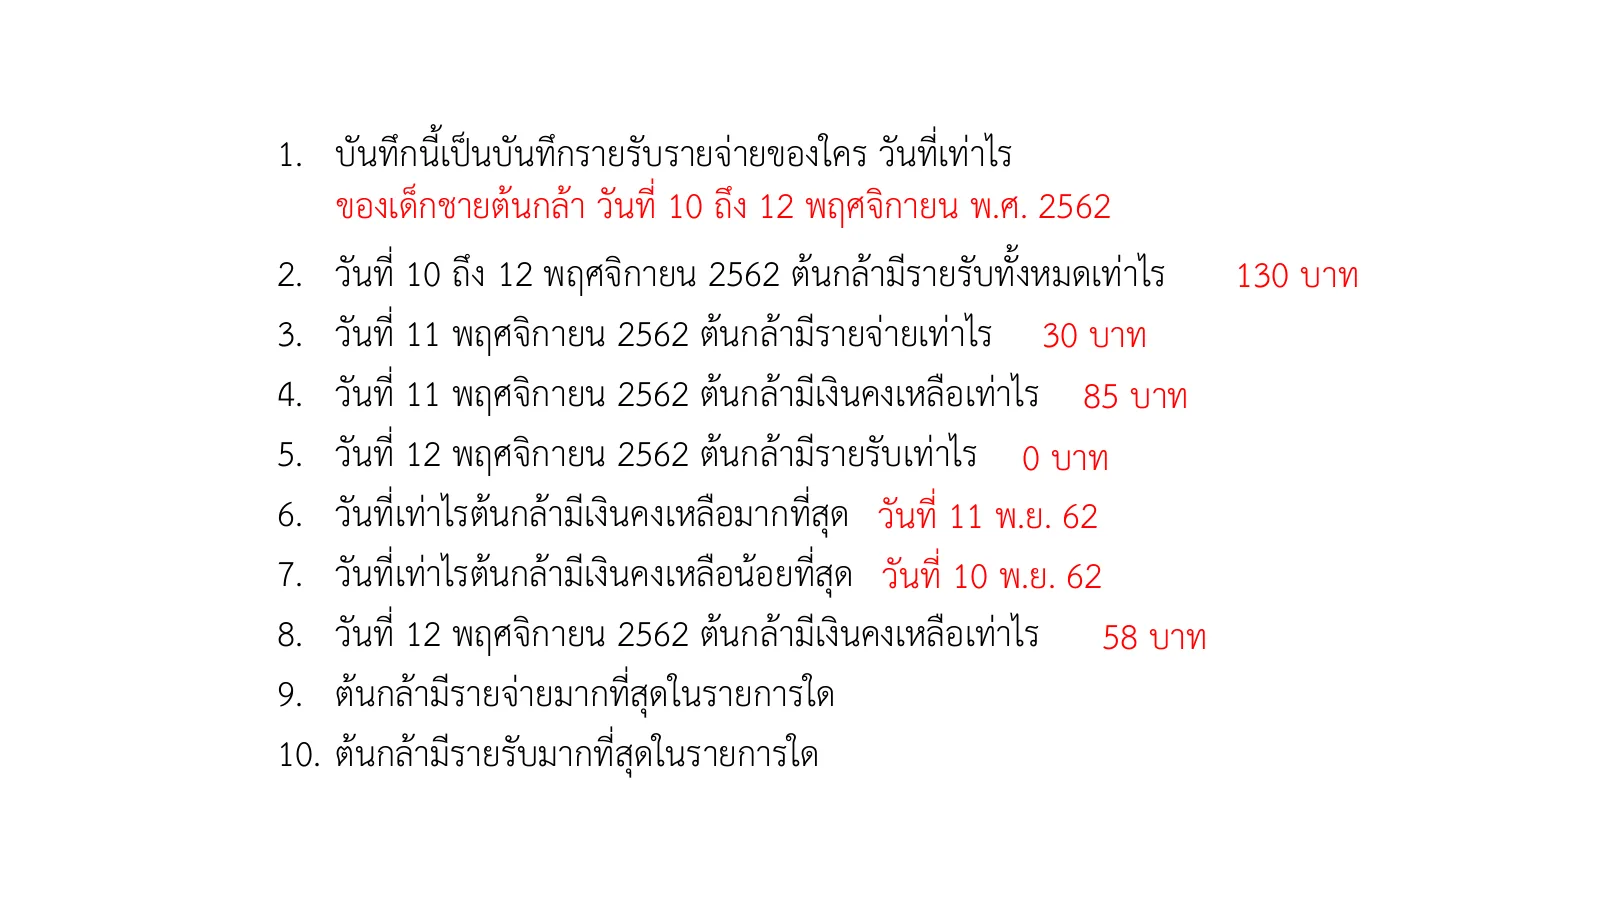 1. บันทึกนี้เป็นบันทึกรายรับรายจ่ายของใคร วันที่เท่าไร
ของเด็กชายต้นกล้า วันที่ 10 ถึง 12 พฤศจิกายน พ.ศ. 2562
2. วันที่ 10 ถึง 12 พฤศจิกายน 2562 ต้นกล้ามีรายรับทั้งหมดเท่าไร 130 บาท
3. วันที่ 11 พฤศจิกายน 2562 ต้นกล้ามีรายจ่ายเท่าไร 30 บาท
4. วันที่ 11 พฤศจิกายน 2562 ต้นกล้ามีเงินคงเหลือเท่าไร 85 บาท
5. วันที่ 12 พฤศจิกายน 2562 ต้นกล้ามีรายรับเท่าไร 0 บาท
6. วันที่เท่าไรต้นกล้ามีเงินคงเหลือมากที่สุด วันที่ 11 พ.ย. 62
7. วันที่เท่าไรต้นกล้ามีเงินคงเหลือน้อยที่สุด วันที่ 10 พ.ย. 62
8. วันที่ 12 พฤศจิกายน 2562 ต้นกล้ามีเงินคงเหลือเท่าไร 58 บาท
9. ต้นกล้ามีรายจ่ายมากที่สุดในรายการใด
10. ต้นกล้ามีรายรับมากที่สุดในรายการใด